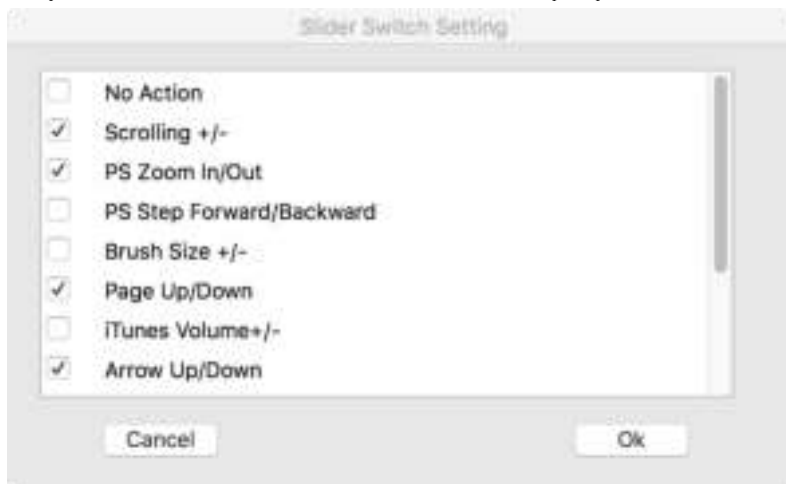 Slider Switch Setting
No Action
Scrolling +/-
PS Zoom In/Out
PS Step Forward/Backward
Brush Size +/-
Page Up/Down
iTunes Volume+/-
Arrow Up/Down
Cancel
Ok